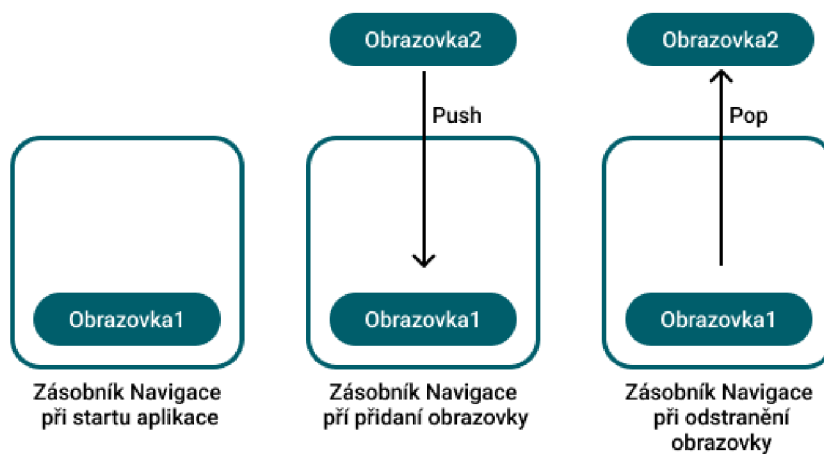 Obrazovka2
Obrazovka2
Push
Pop
Obrazovka1
Obrazovka1
Obrazovka1
Zásobník Navigace
při startu aplikace
Zásobník Navigace
pří přidaní obrazovky
Zásobník Navigace
při odstranění
obrazovky